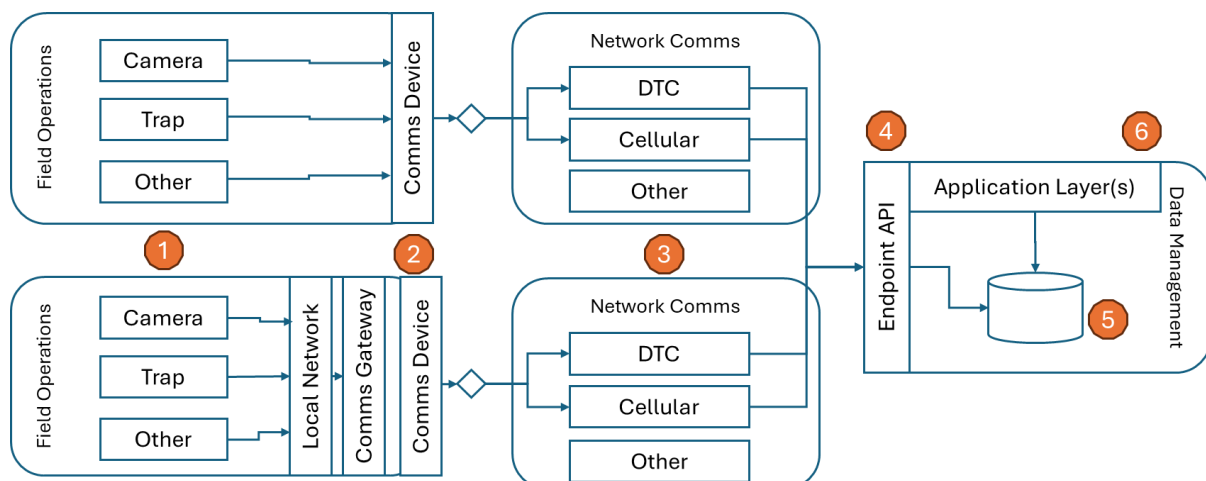 Field Operations
Camera
Trap
Other
Comms Device
Network Comms
DTC
Cellular
Other
1
2
3
Field Operations
Camera
Trap
Other
Local Network
Comms Gateway
Comms Device
Network Comms
DTC
Cellular
Other
4
6
Endpoint API
Application Layer(s)
Data Management
5